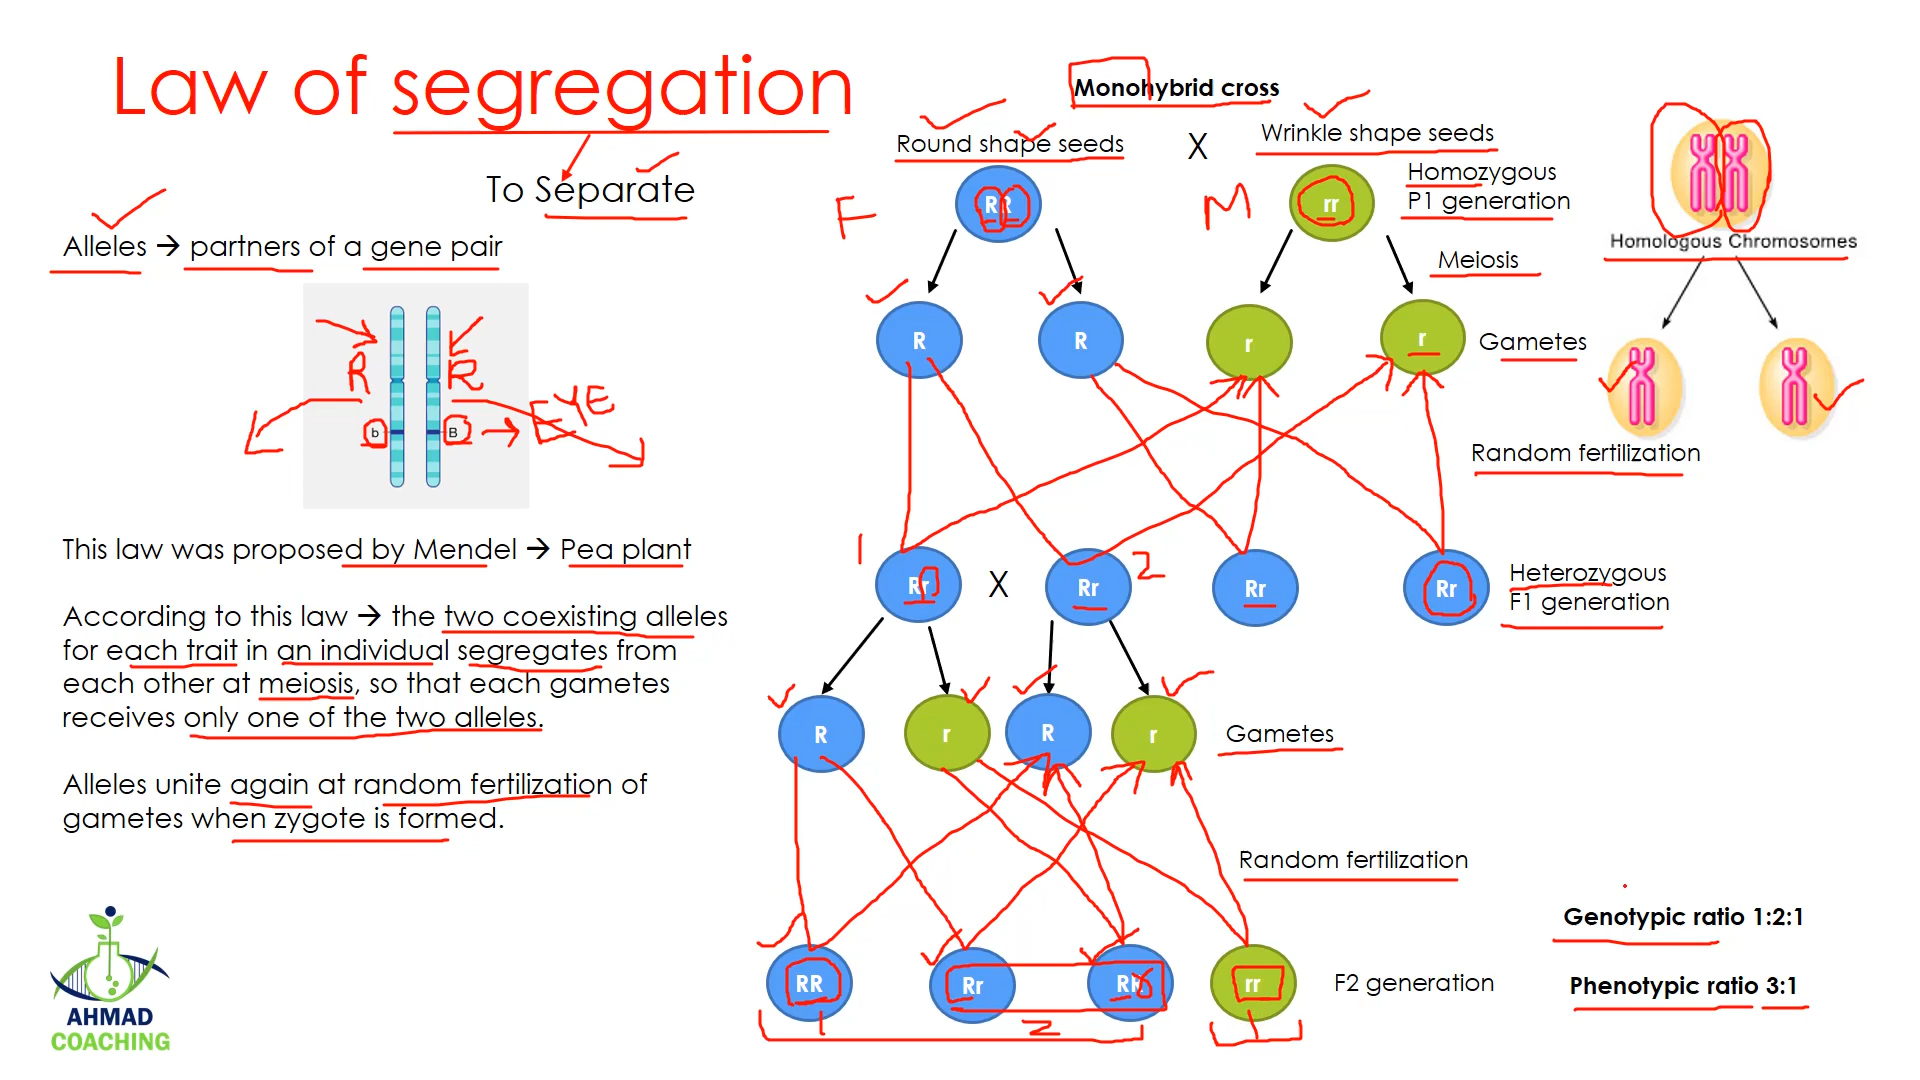 Law of segregation
To Separate
Alleles → partners of a gene pair
R
R
b
B
→ EYE
This law was proposed by Mendel → Pea plant
According to this law → the two coexisting alleles
for each trait in an individual segregates from
each other at meiosis, so that each gametes
receives only one of the two alleles.
Alleles unite again at random fertilization of
gametes when zygote is formed.
AHMAD
COACHING
Monohybrid cross
Round shape seeds
X
Wrinkle shape seeds
F
RR
M
rr
Homozygous
P1 generation
Meiosis
R
R
r
r
Gametes
Random fertilization
1
Rr
X
Rr
2
Rr
Rr
Heterozygous
F1 generation
R
r
R
r
Gametes
Random fertilization
RR
Rr
RR
rr
F2 generation
1
2
1
Homologous Chromosomes
Genotypic ratio 1:2:1
Phenotypic ratio 3:1